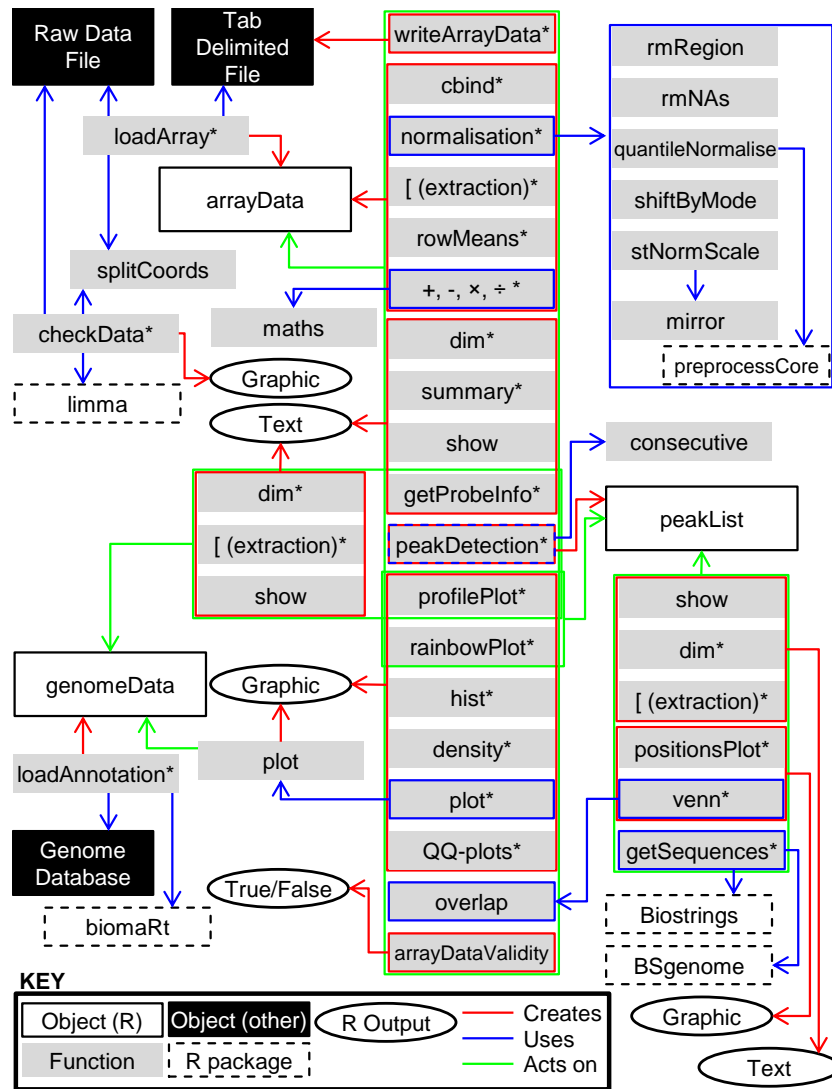 Raw Data
File
Tab
Delimited
File
writeArrayData*
cbind*
normalisation*
[ (extraction)*
rowMeans*
+, -, ×, ÷ *
rmRegion
rmNAs
quantileNormalise
shiftByMode
stNormScale
mirror
preprocessCore
loadArray*
arrayData
splitCoords
maths
checkData*
limma
Graphic
Text
dim*
summary*
show
getProbeInfo*
consecutive
peakList
dim*
[ (extraction)*
show
peakDetection*
profilePlot*
rainbowPlot*
hist*
density*
plot*
QQ-plots*
overlap
arrayDataValidity
show
dim*
[ (extraction)*
positionsPlot*
venn*
getSequences*
genomeData
Graphic
loadAnnotation*
plot
Genome
Database
biomaRt
True/False
Biostrings
BSgenome
Graphic
Text
KEY
Object (R)
Object (other)
R Output
Creates
Uses
Acts on
Function
R package